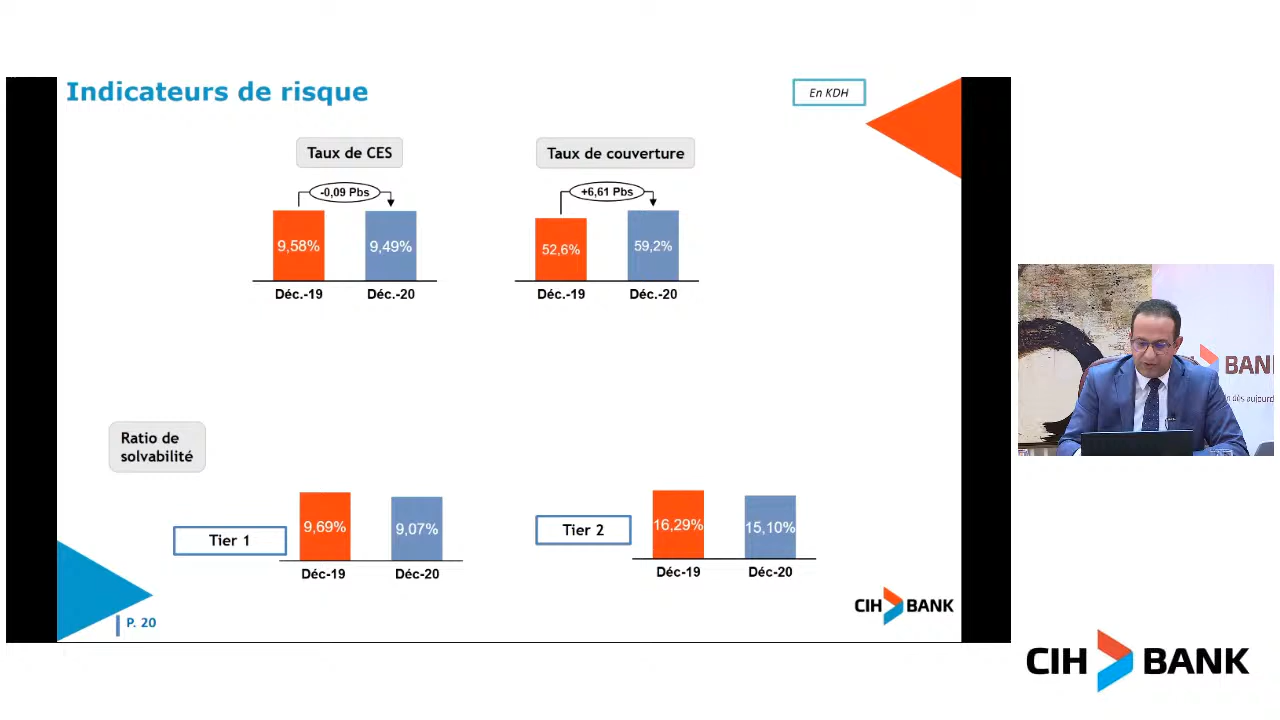 Indicateurs de risque
En KDH
Taux de CES
Taux de couverture
-0,09 Pbs
+6,61 Pbs
9,58%
9,49%
52,6%
59,2%
Déc.-19
Déc.-20
Déc.-19
Déc.-20
Ratio de
solvabilité
Tier 1
9,69%
9,07%
Tier 2
16,29%
15,10%
Déc-19
Déc-20
Déc-19
Déc-20
CIH BANK
P. 20
BANK
dès aujourd
CIH BANK